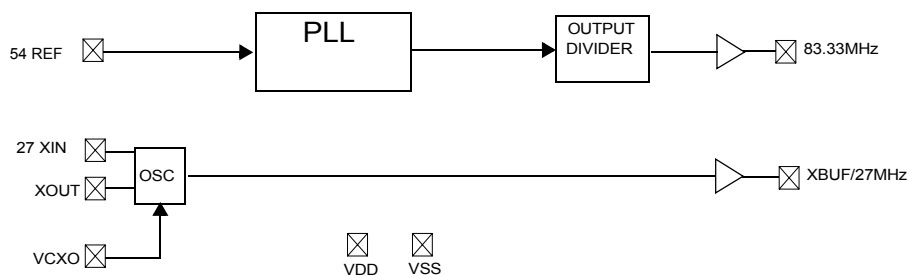 PLL
OUTPUT
DIVIDER
54 REF
83.33MHz
27 XIN
OSC
XOUT
XBUF/27MHz
VCXO
VDD
VSS